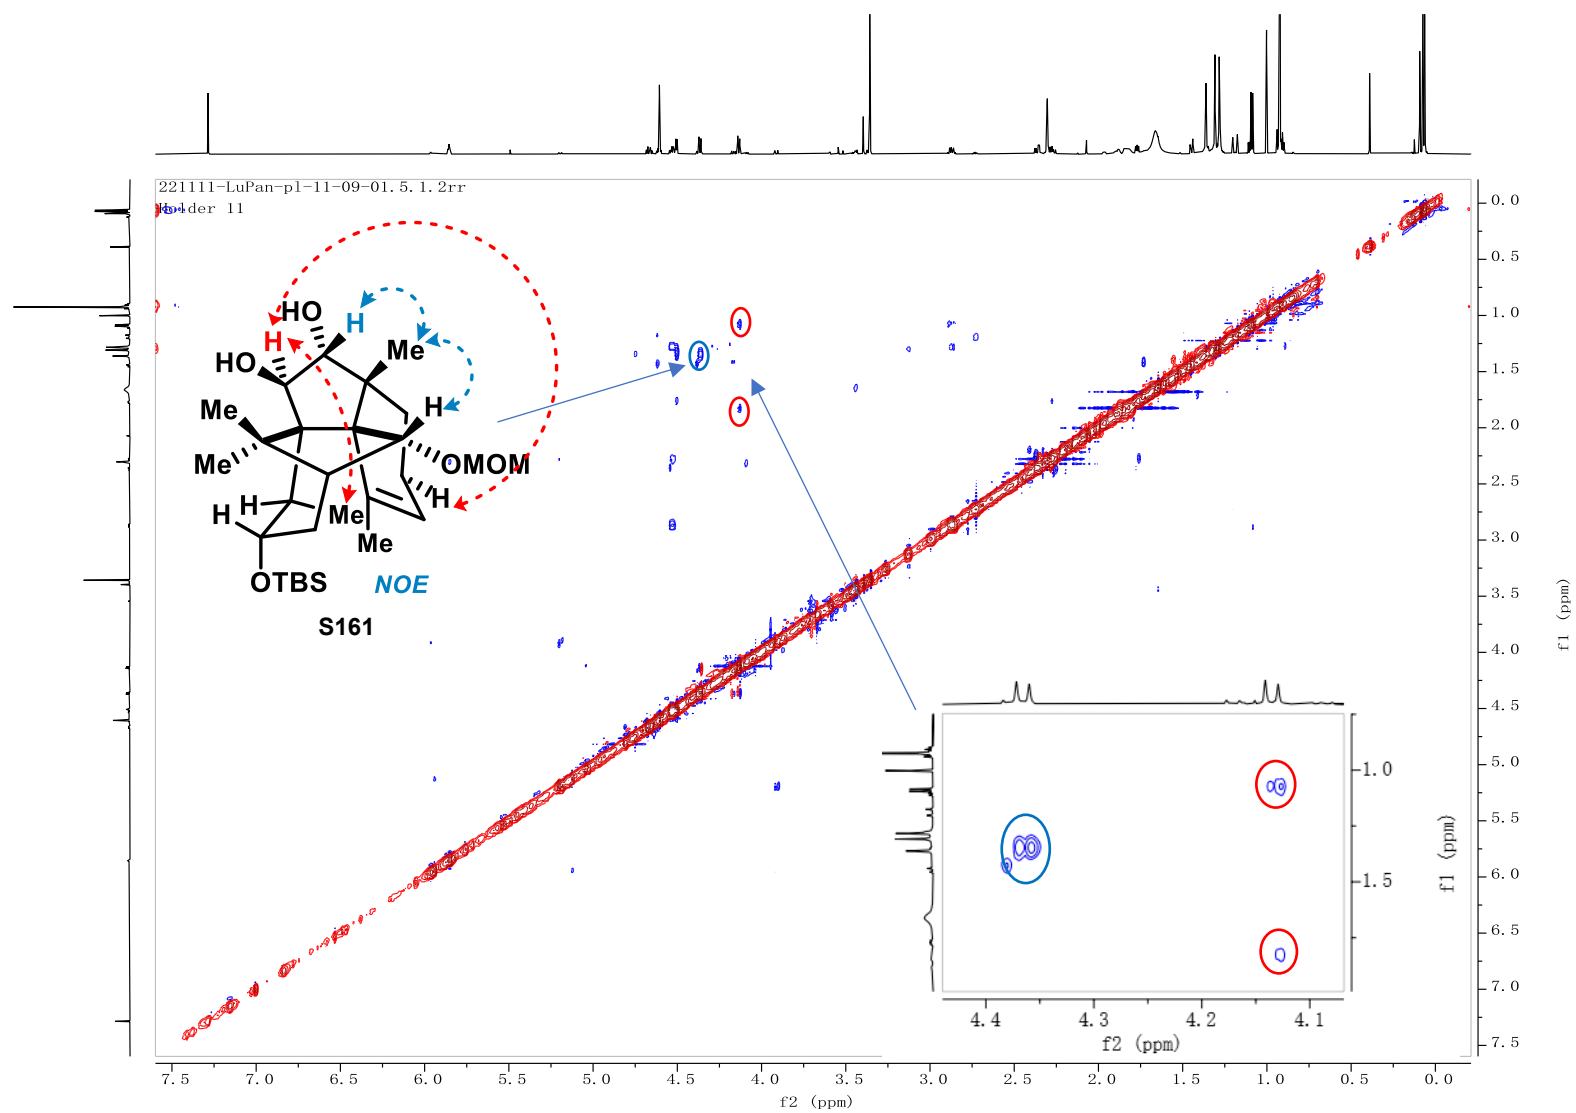 221111-LuPan-pl-11-09-01.5.1.2rr
Holder 11
HO
H
H
HO
Me
Me
H
Me
OMOM
H
H
Me
H
Me
OTBS
NOE
S161
0.0
0.5
1.0
1.5
2.0
2.5
3.0
3.5
4.0
4.5
5.0
5.5
6.0
6.5
7.0
7.5
f1 (ppm)
1.0
1.5
f1 (ppm)
4.4 4.3 4.2 4.1
f2 (ppm)
7.5 7.0 6.5 6.0 5.5 5.0 4.5 4.0 3.5 3.0 2.5 2.0 1.5 1.0 0.5 0.0
f2 (ppm)